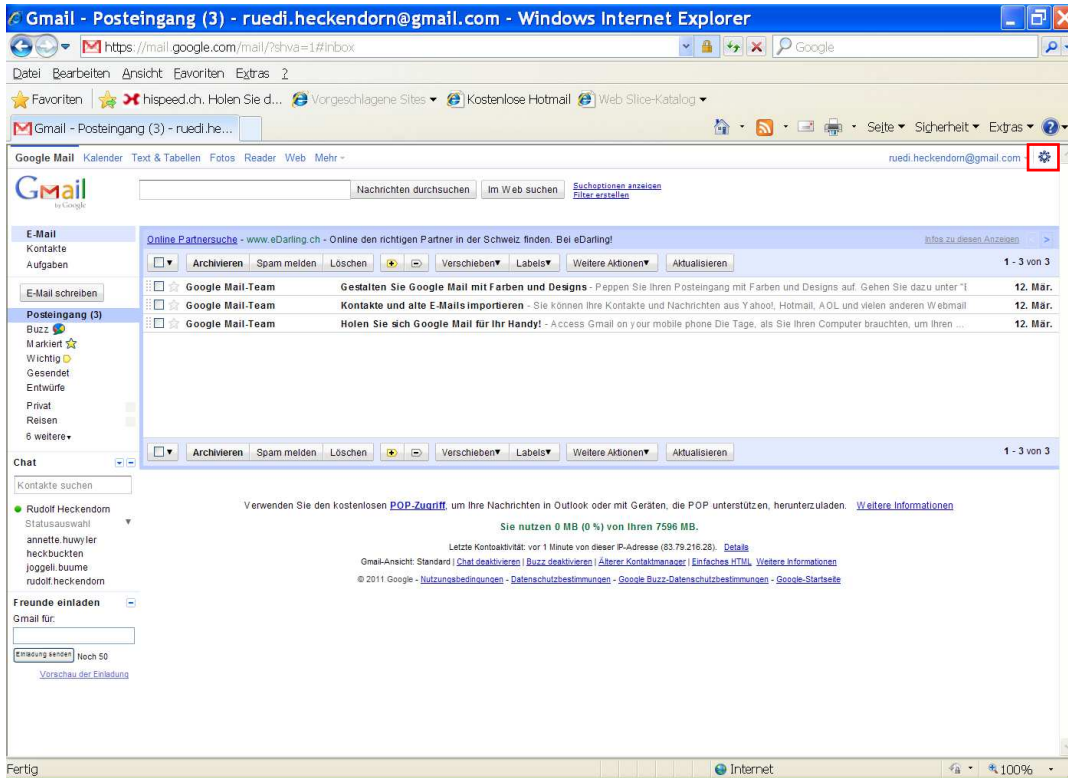 Gmail - Posteingang (3) - ruedi.heckendorn@gmail.com - Windows Internet Explorer
https://mail.google.com/mail/?shva=1#inbox Google
Datei Bearbeiten Ansicht Favoriten Extras ?
Favoriten hispeed.ch. Holen Sie d... Vorgeschlagene Sites Kostenlose Hotmail Web Slice-Katalog
Gmail - Posteingang (3) - ruedi.he... Seite Sicherheit Extras
Google Mail Kalender Text & Tabellen Fotos Reader Web Mehr ruedi.heckendorn@gmail.com
Gmail by Google Nachrichten durchsuchen Im Web suchen Suchoptionen anzeigen
Filter erstellen
E-Mail
Kontakte
Aufgaben
E-Mail schreiben
Posteingang (3)
Buzz
Markiert
Wichtig
Gesendet
Entwürfe
Privat
Reisen
6 weitere
Chat
Kontakte suchen
Rudolf Heckendorn
Statusauswahl
annette.huwyler
heckbuckten
joggeli.buume
rudolf.heckendorn
Freunde einladen
Gmail für:
Einladung senden Noch 50
Vorschau der Einladung
Online Partnersuche - www.eDarling.ch - Online den richtigen Partner in der Schweiz finden. Bei eDarling! Infos zu diesen Anzeigen < >
Archivieren Spam melden Löschen Verschieben Labels Weitere Aktionen Aktualisieren 1 - 3 von 3
Google Mail-Team Gestalten Sie Google Mail mit Farben und Designs - Peppen Sie Ihren Posteingang mit Farben und Designs auf. Gehen Sie dazu unter "E 12. Mär.
Google Mail-Team Kontakte und alte E-Mails importieren - Sie können Ihre Kontakte und Nachrichten aus Yahoo!, Hotmail, AOL und vielen anderen Webmail 12. Mär.
Google Mail-Team Holen Sie sich Google Mail für Ihr Handy! - Access Gmail on your mobile phone Die Tage, als Sie Ihren Computer brauchten, um Ihren ... 12. Mär.
Archivieren Spam melden Löschen Verschieben Labels Weitere Aktionen Aktualisieren 1 - 3 von 3
Verwenden Sie den kostenlosen POP-Zugriff, um Ihre Nachrichten in Outlook oder mit Geräten, die POP unterstützen, herunterzuladen. Weitere Informationen
Sie nutzen 0 MB (0 %) von Ihren 7596 MB.
Letzte Kontoaktivität: vor 1 Minute von dieser IP-Adresse (83.79.216.28). Details
Gmail-Ansicht: Standard | Chat deaktivieren | Buzz deaktivieren | Älterer Kontaktmanager | Einfaches HTML Weitere Informationen
© 2011 Google - Nutzungsbedingungen - Datenschutzbestimmungen - Google Buzz-Datenschutzbestimmungen - Google-Startseite
Fertig Internet 100%